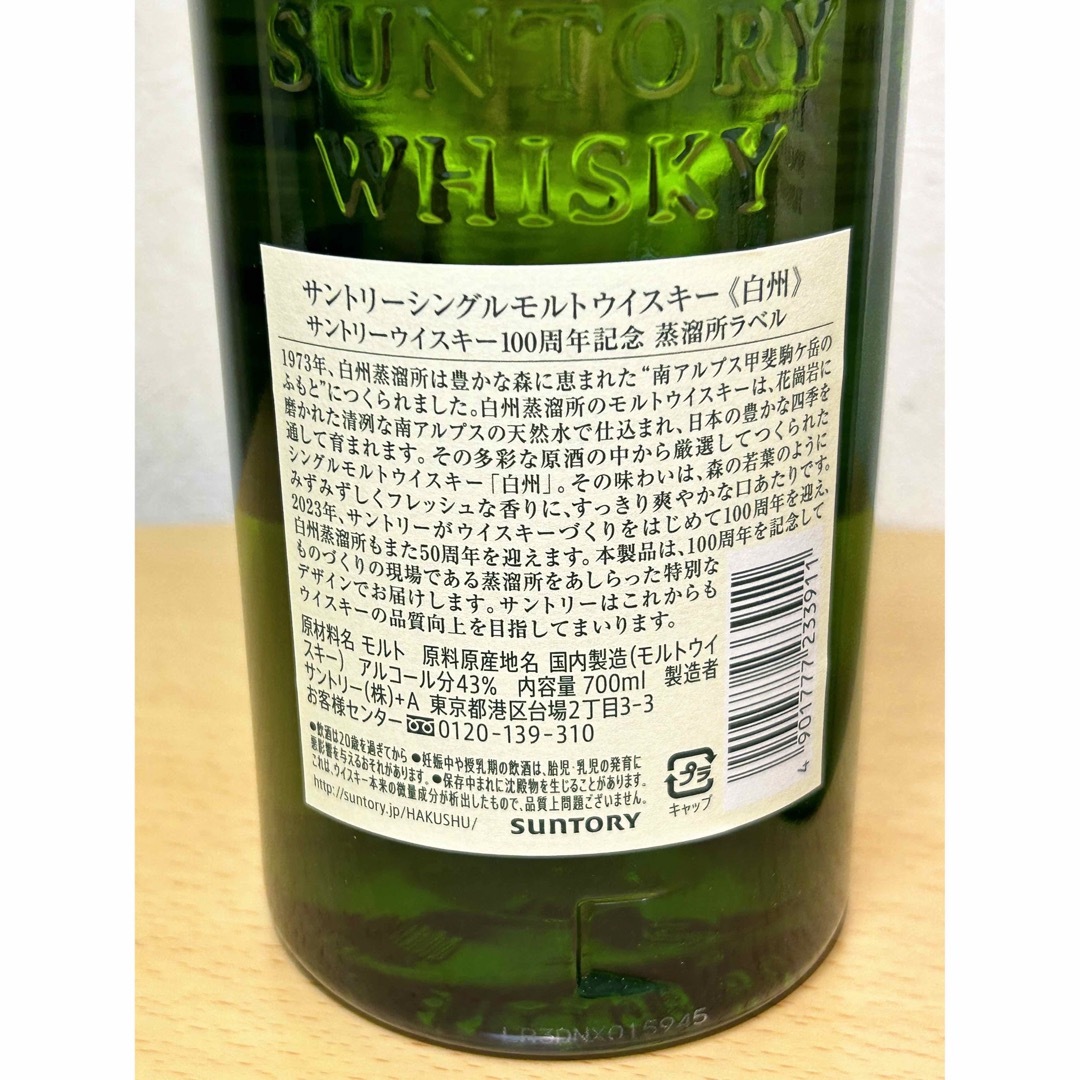 SUNTORY
WHISKY
サントリーシングルモルトウイスキー《白州》
サントリーウイスキー100周年記念 蒸溜所ラベル
1973年、白州蒸溜所は豊かな森に恵まれた“南アルプス甲斐駒ケ岳の
ふもと”につくられました。白州蒸溜所のモルトウイスキーは、花崗岩に
磨かれた清冽な南アルプスの天然水で仕込まれ、日本の豊かな四季を
通して育まれます。その多彩な原酒の中から厳選してつくられた
シングルモルトウイスキー「白州」。その味わいは、森の若葉のように
みずみずしくフレッシュな香りに、すっきり爽やかな口あたりです。
2023年、サントリーがウイスキーづくりをはじめて100周年を迎え、
白州蒸溜所もまた50周年を迎えます。本製品は、100周年を記念して
ものづくりの現場である蒸溜所をあしらった特別な
デザインでお届けします。サントリーはこれからも
ウイスキーの品質向上を目指してまいります。
原材料名 モルト 原料原産地名 国内製造(モルトウイ
スキー) アルコール分43% 内容量 700ml 製造者
サントリー(株)+A 東京都港区台場2丁目3-3
お客様センター 0120-139-310
●飲酒は20歳を過ぎてから ●妊娠中や授乳期の飲酒は、胎児・乳児の発育に
悪影響を与えるおそれがあります。●保存中まれに沈殿物を生じることがあります。
これは、ウイスキー本来の微量成分が析出したもので、品質上問題ございません。
http://suntory.jp/HAKUSHU/
SUNTORY
プラ
キャップ
4 901777 233911
LR3DNX015945